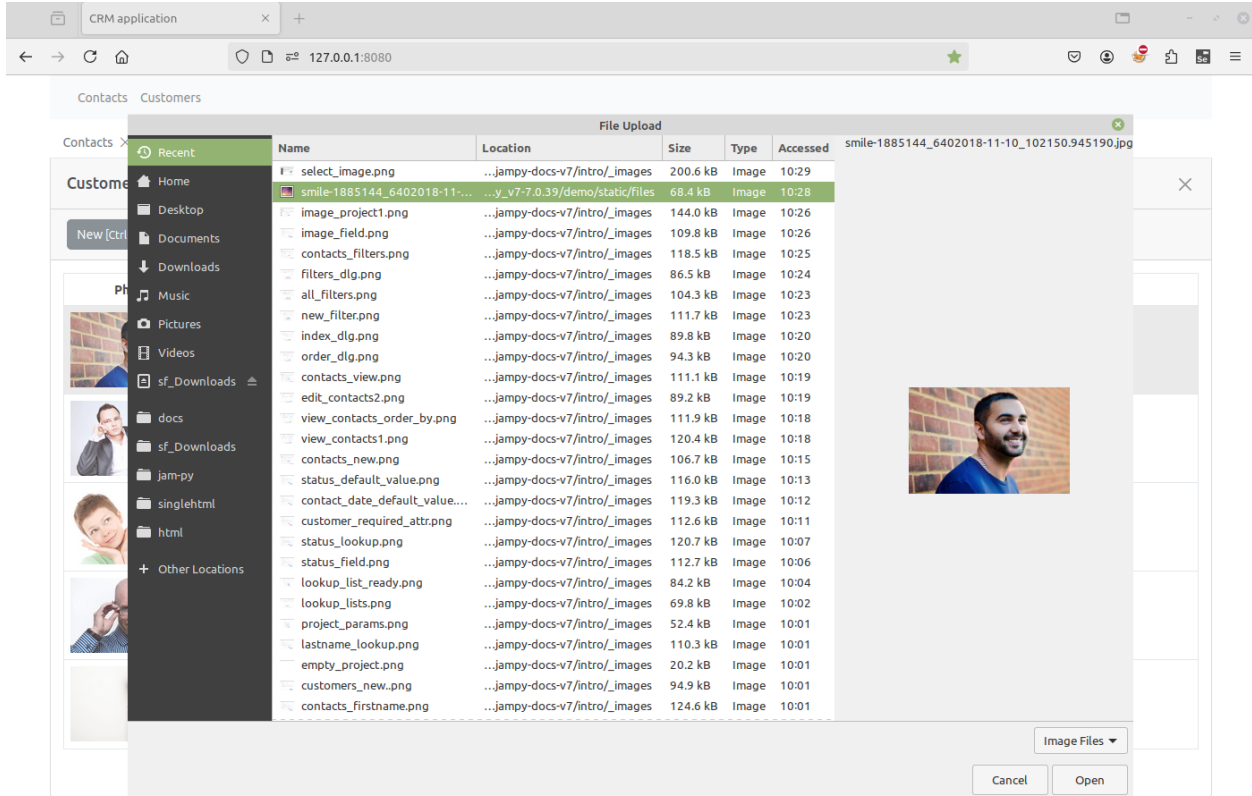 CRM application
127.0.0.1:8080
Se
Contacts Customers
File Upload
Contacts
Custome
New [Ctrl
Ph
Recent
Home
Desktop
Documents
Downloads
Music
Pictures
Videos
sf_Downloads
docs
sf_Downloads
jam-py
singlehtml
html
+ Other Locations
Name Location Size Type Accessed
select_image.png ...jampy-docs-v7/intro/_images 200.6 kB Image 10:29
smile-1885144_6402018-11-... ...y_v7-7.0.39/demo/static/files 68.4 kB Image 10:28
image_project1.png ...jampy-docs-v7/intro/_images 144.0 kB Image 10:26
image_field.png ...jampy-docs-v7/intro/_images 109.8 kB Image 10:26
contacts_filters.png ...jampy-docs-v7/intro/_images 118.5 kB Image 10:25
filters_dlg.png ...jampy-docs-v7/intro/_images 86.5 kB Image 10:24
all_filters.png ...jampy-docs-v7/intro/_images 104.3 kB Image 10:23
new_filter.png ...jampy-docs-v7/intro/_images 111.7 kB Image 10:23
index_dlg.png ...jampy-docs-v7/intro/_images 89.8 kB Image 10:20
order_dlg.png ...jampy-docs-v7/intro/_images 94.3 kB Image 10:20
contacts_view.png ...jampy-docs-v7/intro/_images 111.1 kB Image 10:19
edit_contacts2.png ...jampy-docs-v7/intro/_images 89.2 kB Image 10:19
view_contacts_order_by.png ...jampy-docs-v7/intro/_images 111.9 kB Image 10:18
view_contacts1.png ...jampy-docs-v7/intro/_images 120.4 kB Image 10:18
contacts_new.png ...jampy-docs-v7/intro/_images 106.7 kB Image 10:15
status_default_value.png ...jampy-docs-v7/intro/_images 116.0 kB Image 10:13
contact_date_default_value.... ...jampy-docs-v7/intro/_images 119.3 kB Image 10:12
customer_required_attr.png ...jampy-docs-v7/intro/_images 112.6 kB Image 10:11
status_lookup.png ...jampy-docs-v7/intro/_images 120.7 kB Image 10:07
status_field.png ...jampy-docs-v7/intro/_images 112.7 kB Image 10:06
lookup_list_ready.png ...jampy-docs-v7/intro/_images 84.2 kB Image 10:04
lookup_lists.png ...jampy-docs-v7/intro/_images 69.8 kB Image 10:02
project_params.png ...jampy-docs-v7/intro/_images 52.4 kB Image 10:01
lastname_lookup.png ...jampy-docs-v7/intro/_images 110.3 kB Image 10:01
empty_project.png ...jampy-docs-v7/intro/_images 20.2 kB Image 10:01
customers_new..png ...jampy-docs-v7/intro/_images 94.9 kB Image 10:01
contacts_firstname.png ...jampy-docs-v7/intro/_images 124.6 kB Image 10:01
smile-1885144_6402018-11-10_102150.945190.jpg
Image Files
Cancel Open